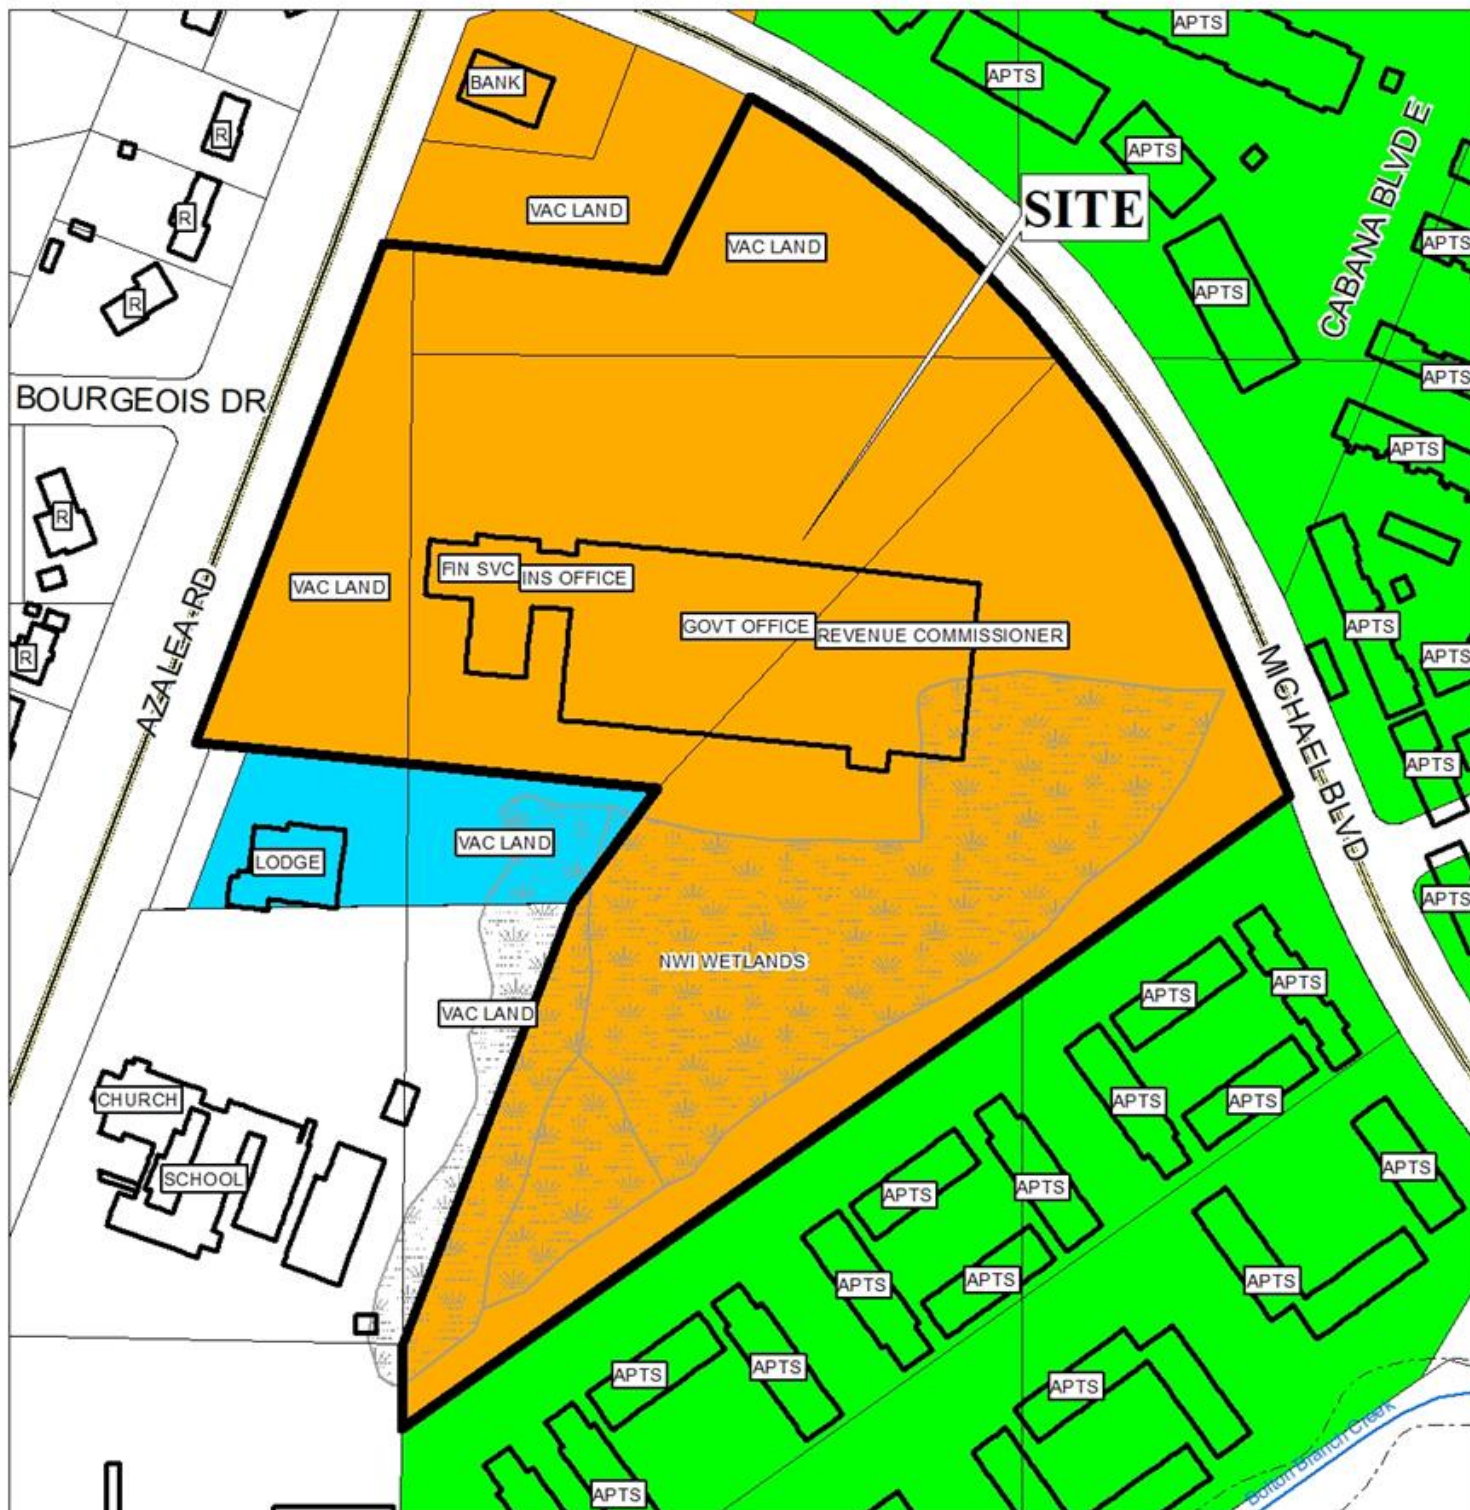 APTS
BANK
APTS
R
APTS
CABANA BLVD E
R
VAC LAND
SITE
VAC LAND
APTS
R
APTS
BOURGEOIS DR
APTS
APTS
R
FIN SVC
INS OFFICE
VAC LAND
GOVT OFFICE
REVENUE COMMISSIONER
APTS
R
AZALEA RD
MICHAEL BLVD
APTS
APTS
VAC LAND
LODGE
APTS
NWI WETLANDS
APTS
APTS
VAC LAND
CHURCH
APTS
APTS
SCHOOL
APTS
APTS
APTS
APTS
APTS
APTS
APTS
APTS
APTS
APTS
Bolton Branch Creek
APTS